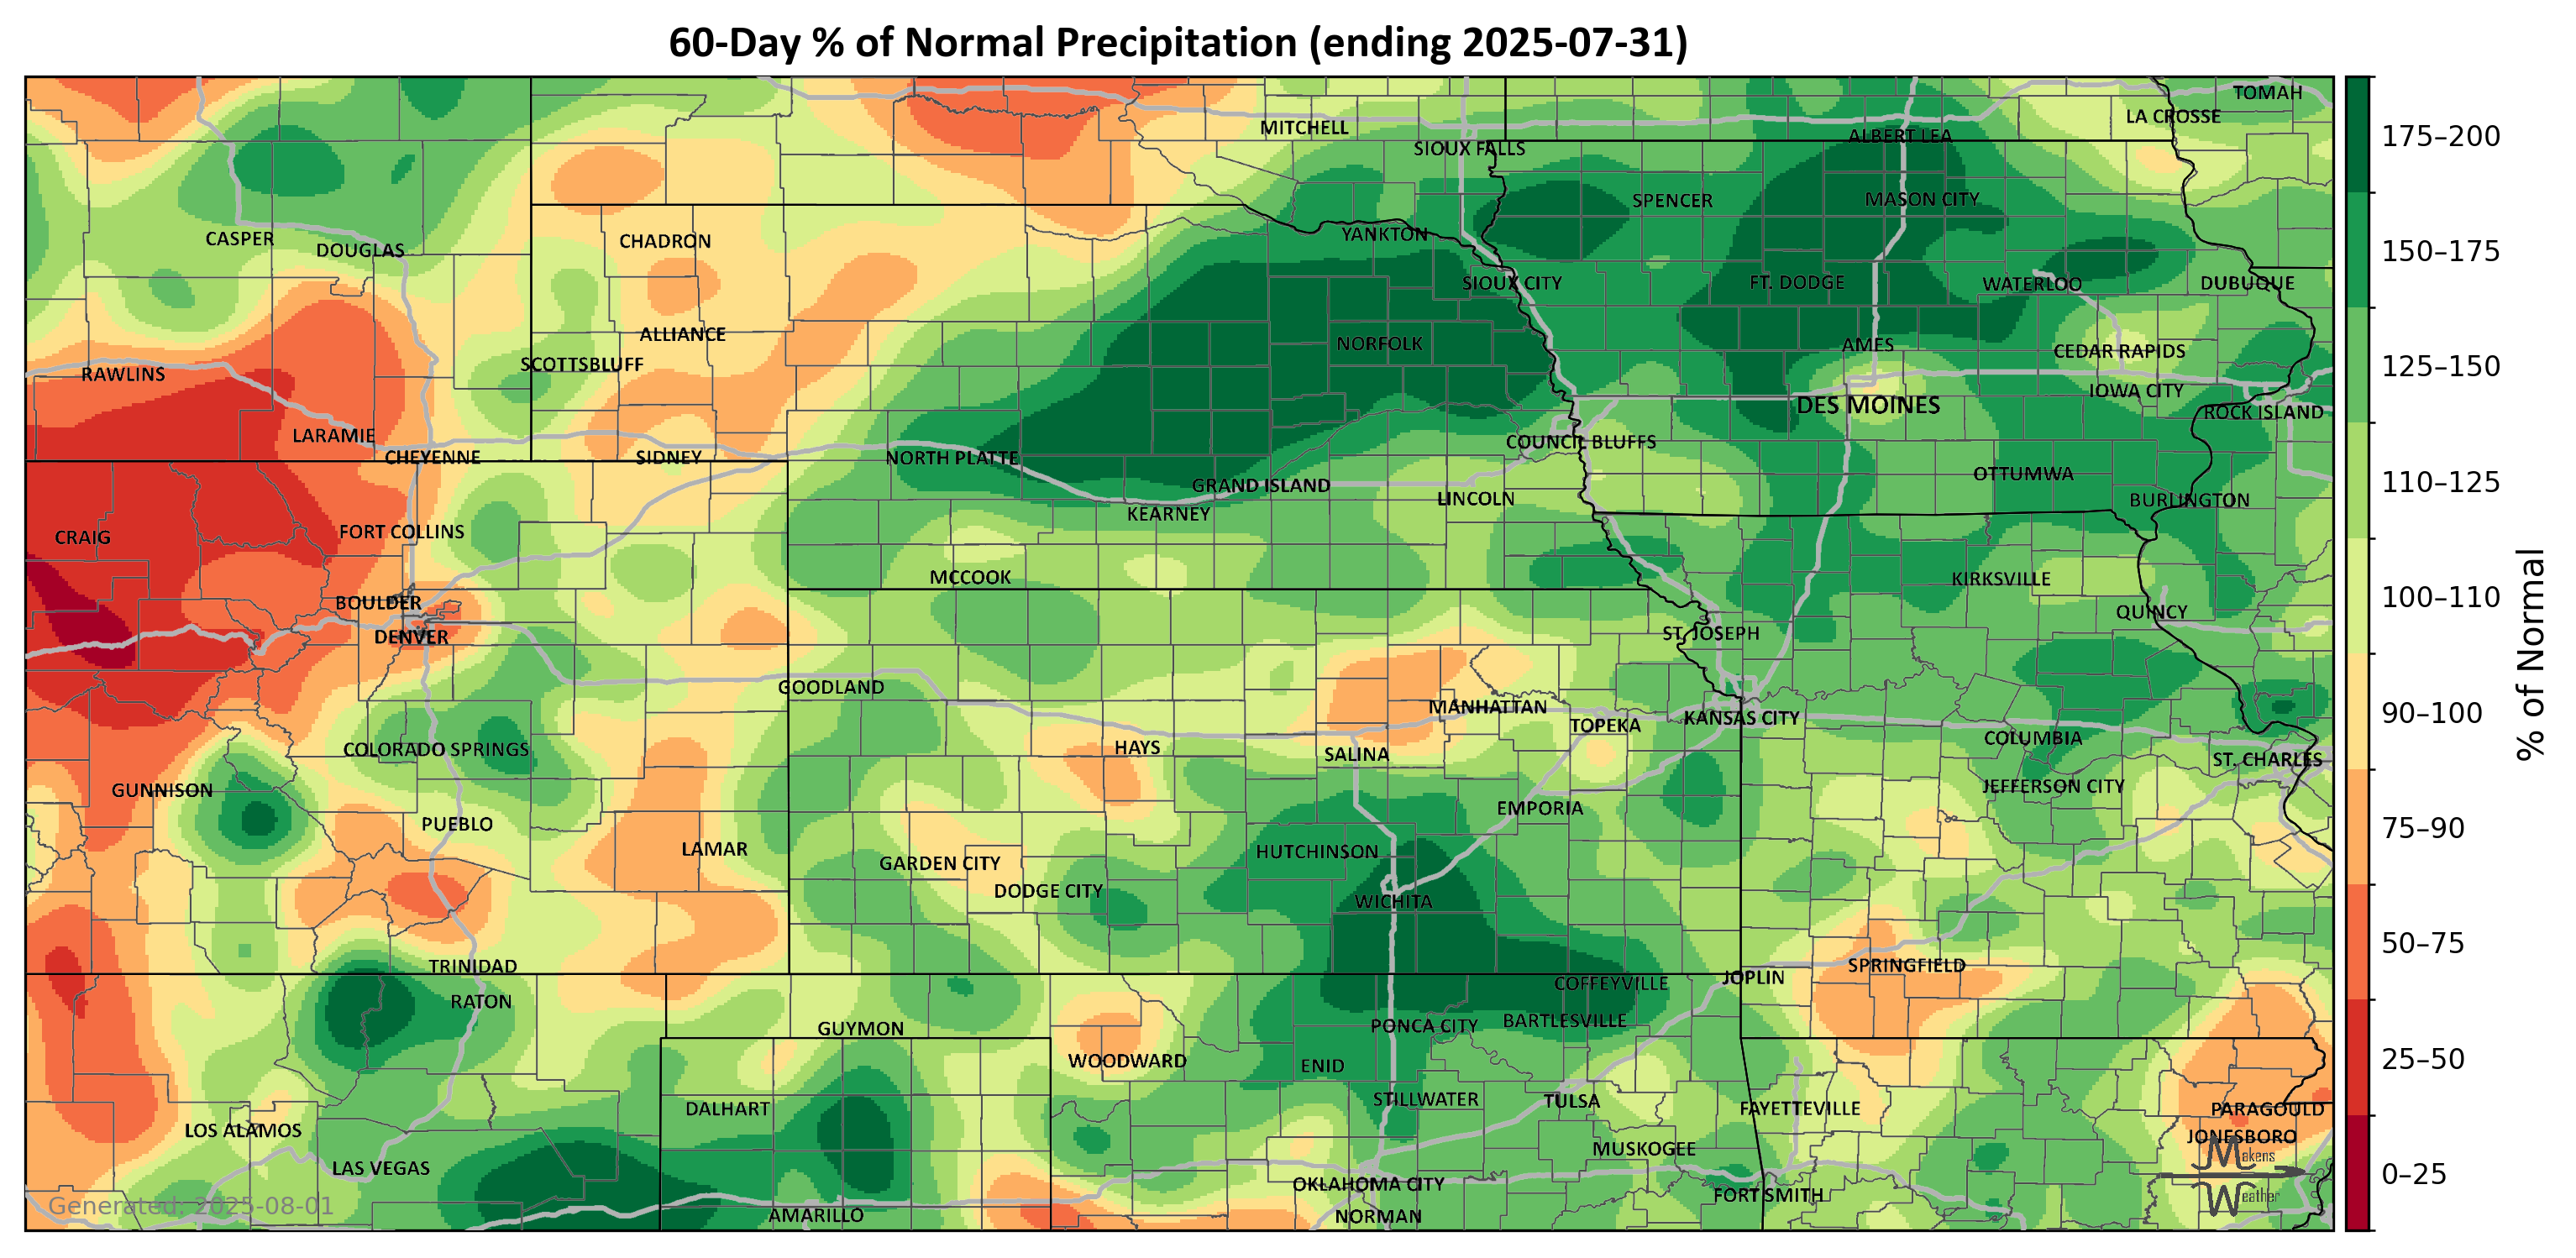 60-Day % of Normal Precipitation (ending 2025-07-31)
TOMAH
LA CROSSE
MITCHELL
ALBERT LEA
SIOUX FALLS
SPENCER
MASON CITY
YANKTON
CASPER
DOUGLAS
CHADRON
SIOUX CITY
FT. DODGE
WATERLOO
DUBUQUE
ALLIANCE
NORFOLK
AMES
CEDAR RAPIDS
SCOTTSBLUFF
RAWLINS
IOWA CITY
DES MOINES
ROCK ISLAND
LARAMIE
COUNCIL BLUFFS
CHEYENNE
SIDNEY
NORTH PLATTE
OTTUMWA
GRAND ISLAND
LINCOLN
BURLINGTON
KEARNEY
CRAIG
FORT COLLINS
MCCOOK
KIRKSVILLE
BOULDER
QUINCY
DENVER
ST. JOSEPH
GOODLAND
MANHATTAN
KANSAS CITY
TOPEKA
COLUMBIA
COLORADO SPRINGS
HAYS
SALINA
ST. CHARLES
GUNNISON
JEFFERSON CITY
EMPORIA
PUEBLO
LAMAR
HUTCHINSON
GARDEN CITY
DODGE CITY
WICHITA
TRINIDAD
SPRINGFIELD
JOPLIN
COFFEYVILLE
RATON
BARTLESVILLE
PONCA CITY
GUYMON
WOODWARD
ENID
STILLWATER
TULSA
DALHART
FAYETTEVILLE
PARAGOULD
LOS ALAMOS
JONESBORO
MUSKOGEE
LAS VEGAS
OKLAHOMA CITY
FORT SMITH
AMARILLO
NORMAN
Generated: 2025-08-01
Makens
Weather
175–200
150–175
125–150
110–125
100–110
90–100
75–90
50–75
25–50
0–25
% of Normal